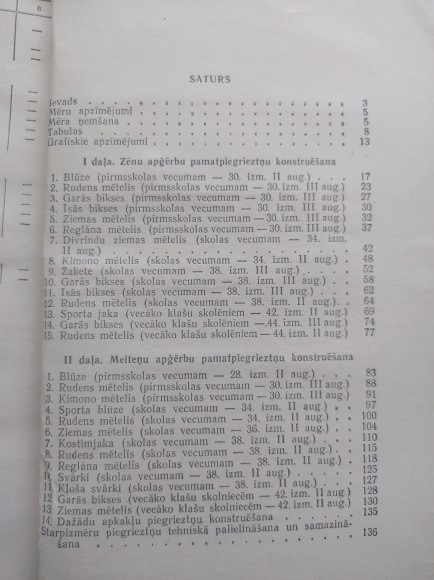 6
SATURS
Ievads . . . . . . . . . . . . . . . . 3
Mēru apzīmējumi . . . . . . . . . . . . 5
Mēra ņemšana . . . . . . . . . . . . . 5
Tabulas . . . . . . . . . . . . . . . 8
Grafiskie apzīmējumi . . . . . . . . . . 13
I daļa. Zēnu apģērbu pamatpiegrieztņu konstruēšana
1. Blūze (pirmsskolas vecumam — 30. izm. II aug.) . . . 17
2. Rudens mētelis (pirmsskolas vecumam — 30. izm. III aug.) 23
3. Garās bikses (pirmsskolas vecumam — 30. izm. III aug.) 27
4. Isās bikses (pirmsskolas vecumam — 30. izm. III aug.) 30
5. Ziemas mētelis (pirmsskolas vecumam — 30. izm. III aug.) 32
6. Reglāna mētelis (pirmsskolas vecumam — 30. izm. III aug.) 37
7. Divrindu ziemas mētelis (skolas vecumam — 34. izm.
II aug.) . . . . . . . . . . . . . . . 42
8. Kimono mētelis (skolas vecumam — 34. izm. II aug.) . 48
9. Žakete (skolas vecumam — 38. izm. III aug.) . . . . 52
10. Garās bikses (skolas vecumam — 38. izm. III aug.) . . 58
11. Isās bikses (skolas vecumam — 38. izm. III aug.) . . . 62
12. Rudens mētelis (skolas vecumam — 38. izm. II aug.) . . 64
13. Sporta jaka (vecāko klašu skolēniem — 42. izm. II aug.) 69
14. Garās bikses (vecāko klašu skolēniem — 44. izm. III aug.) 74
15. Rudens mētelis (vecāko klašu skolēniem — 44. izm. III aug.) 77
II daļa. Meiteņu apģērbu pamatpiegrieztņu konstruēšana
1. Blūze (pirmsskolas vecumam — 28. izm. II aug.) . . . 83
2. Rudens mētelis (pirmsskolas vecumam — 30. izm. III aug.) 88
3. Kimono mētelis (pirmsskolas vecumam — 30. izm. III aug.) 91
4. Sporta blūze (skolas vecumam — 34. izm. II aug.) . . . 97
5. Rudens mētelis (skolas vecumam — 34. izm. II aug.) . . 100
6. Ziemas mētelis (skolas vecumam — 36. izm. II aug.) . . 104
7. Kostīmjaka (skolas vecumam — 38. izm. II aug.) . . . 110
8. Rudens mētelis (skolas vecumam — 38. izm. II aug.) . . 115
9. Reglāna mētelis (skolas vecumam — 38. izm. II aug.) . . 118
10. Svārki (skolas vecumam — 38. izm. II aug.) . . . . 125
11. Kļoša svārki (skolas vecumam — 38. izm. II aug.) . . . 127
12. Garās bikses (vecāko klašu skolniecēm — 42. izm. II aug.) 128
13. Ziemas mētelis (vecāko klašu skolniecēm — 42. izm. II aug.) 130
14. Dažādu apkakļu piegrieztņu konstruēšana . . . . . 135
Starpizmēru piegrieztņu tehniskā palielināšana un samazinā-
šana . . . . . . . . . . . . . . . . 136